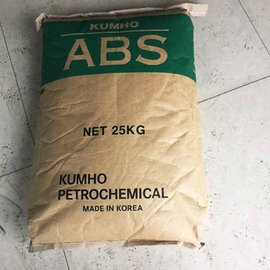 KUMHO
ABS
NET 25KG
KUMHO
PETROCHEMICAL
MADE IN KOREA